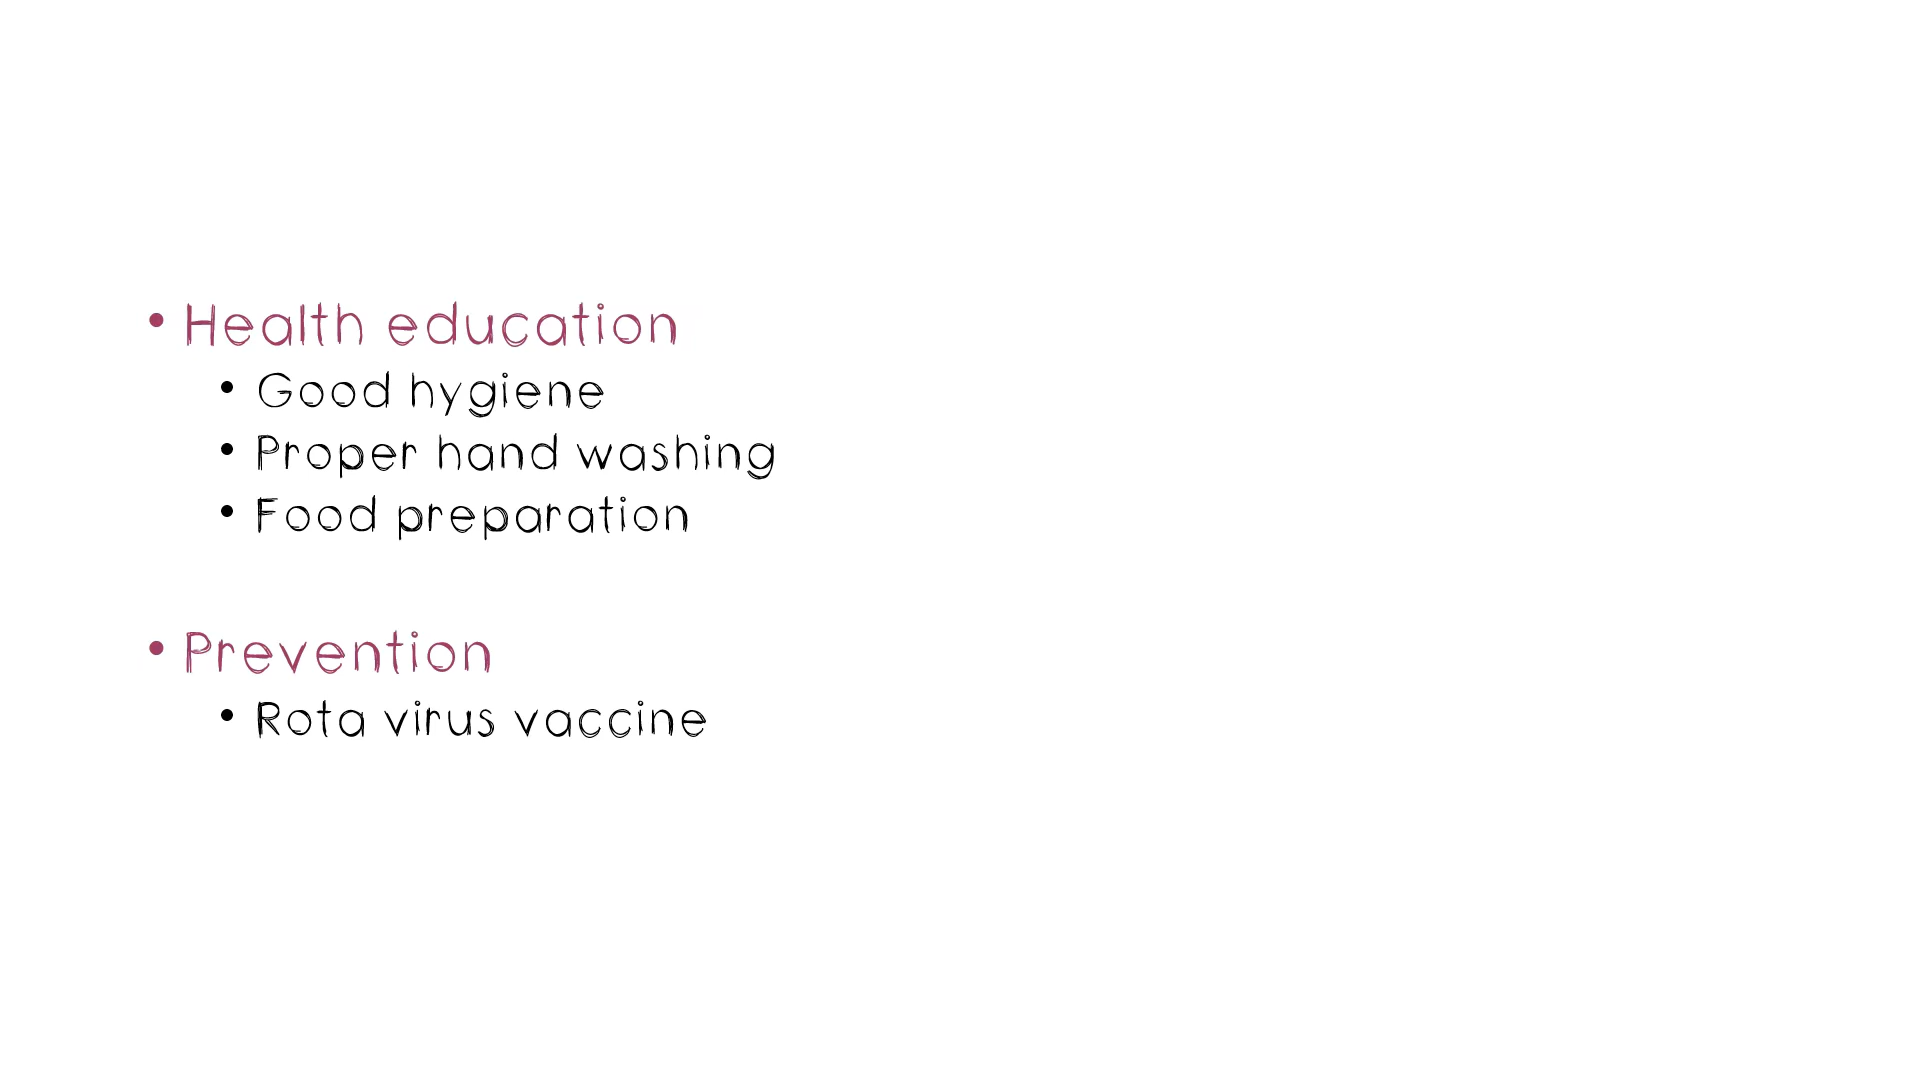 • Health education
• Good hygiene
• Proper hand washing
• Food preparation
• Prevention
• Rota virus vaccine